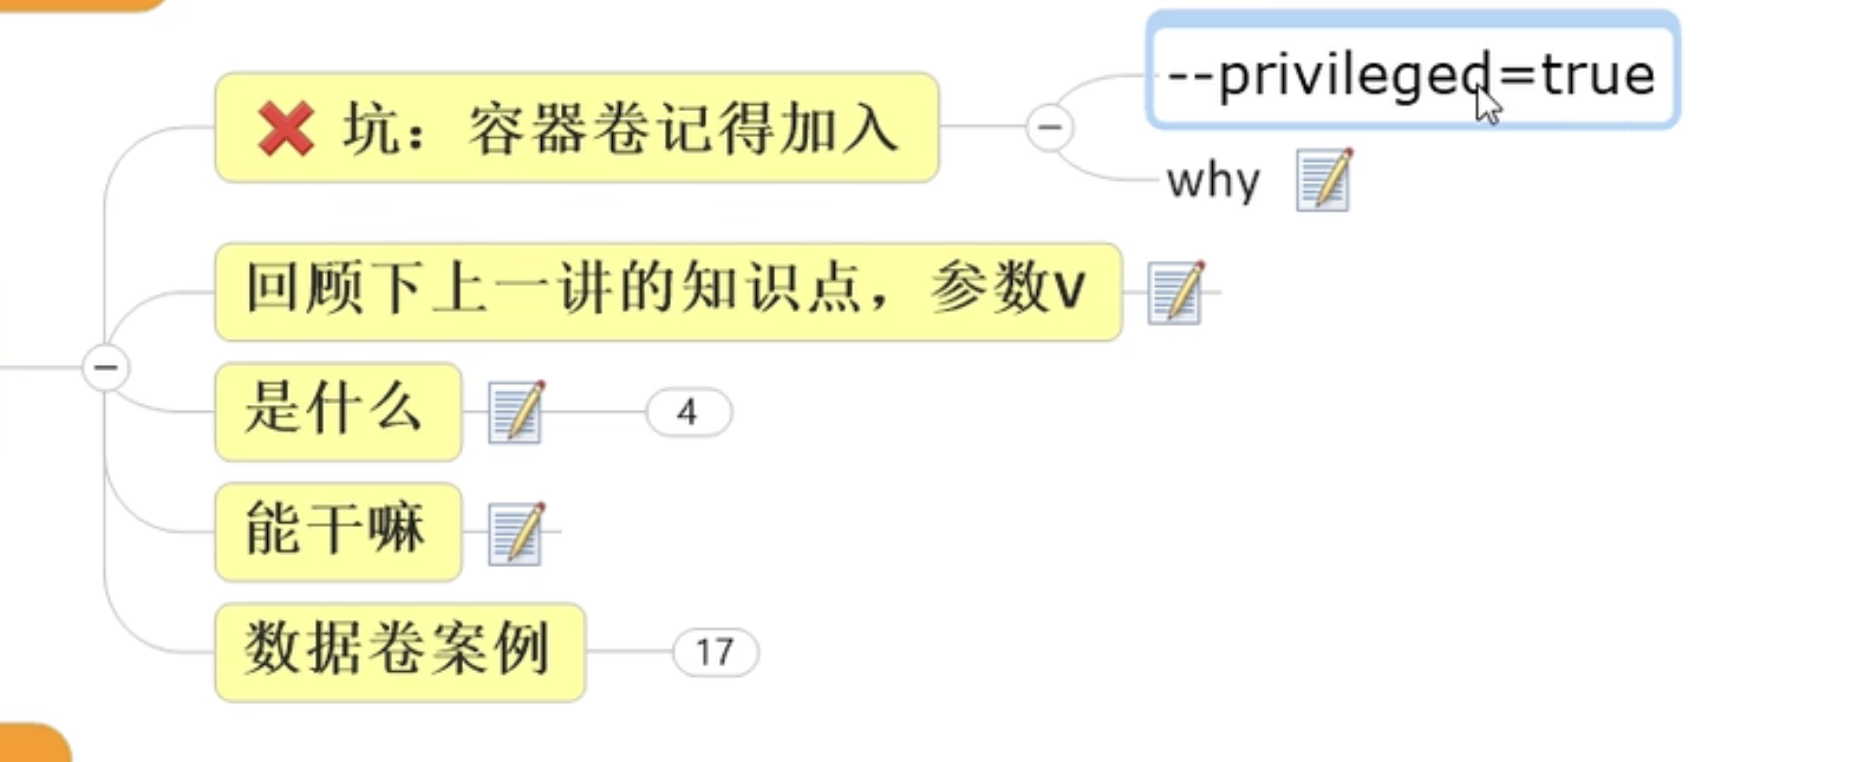 坑：容器卷记得加入
--privileged=true
why
回顾下上一讲的知识点，参数V
是什么
4
能干嘛
数据卷案例
17